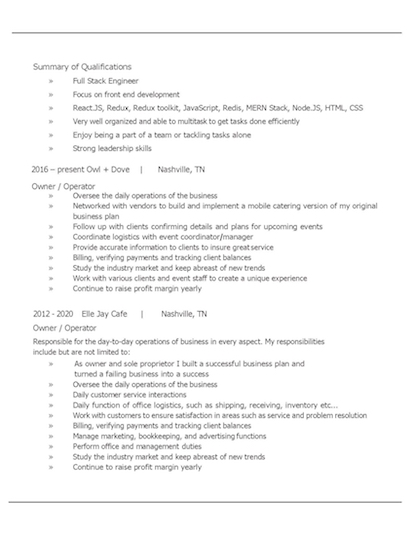 Summary of Qualifications
» Full Stack Engineer
» Focus on front end development
» React.JS, Redux, Redux toolkit, JavaScript, Redis, MERN Stack, Node.JS, HTML, CSS
» Very well organized and able to multitask to get tasks done efficiently
» Enjoy being a part of a team or tackling tasks alone
» Strong leadership skills
2016 – present Owl + Dove | Nashville, TN
Owner / Operator
» Oversee the daily operations of the business
» Networked with vendors to build and implement a mobile catering version of my original
business plan
» Follow up with clients confirming details and plans for upcoming events
» Coordinate logistics with event coordinator/manager
» Provide accurate information to clients to insure great service
» Billing, verifying payments and tracking client balances
» Study the industry market and keep abreast of new trends
» Work with various clients and event staff to create a unique experience
» Continue to raise profit margin yearly
2012 - 2020 Elle Jay Cafe | Nashville, TN
Owner / Operator
Responsible for the day-to-day operations of business in every aspect. My responsibilities
include but are not limited to:
» As owner and sole proprietor I built a successful business plan and
turned a failing business into a success
» Oversee the daily operations of the business
» Daily customer service interactions
» Daily function of office logistics, such as shipping, receiving, inventory etc...
» Work with customers to ensure satisfaction in areas such as service and problem resolution
» Billing, verifying payments and tracking client balances
» Manage marketing, bookkeeping, and advertising functions
» Perform office and management duties
» Study the industry market and keep abreast of new trends
» Continue to raise profit margin yearly